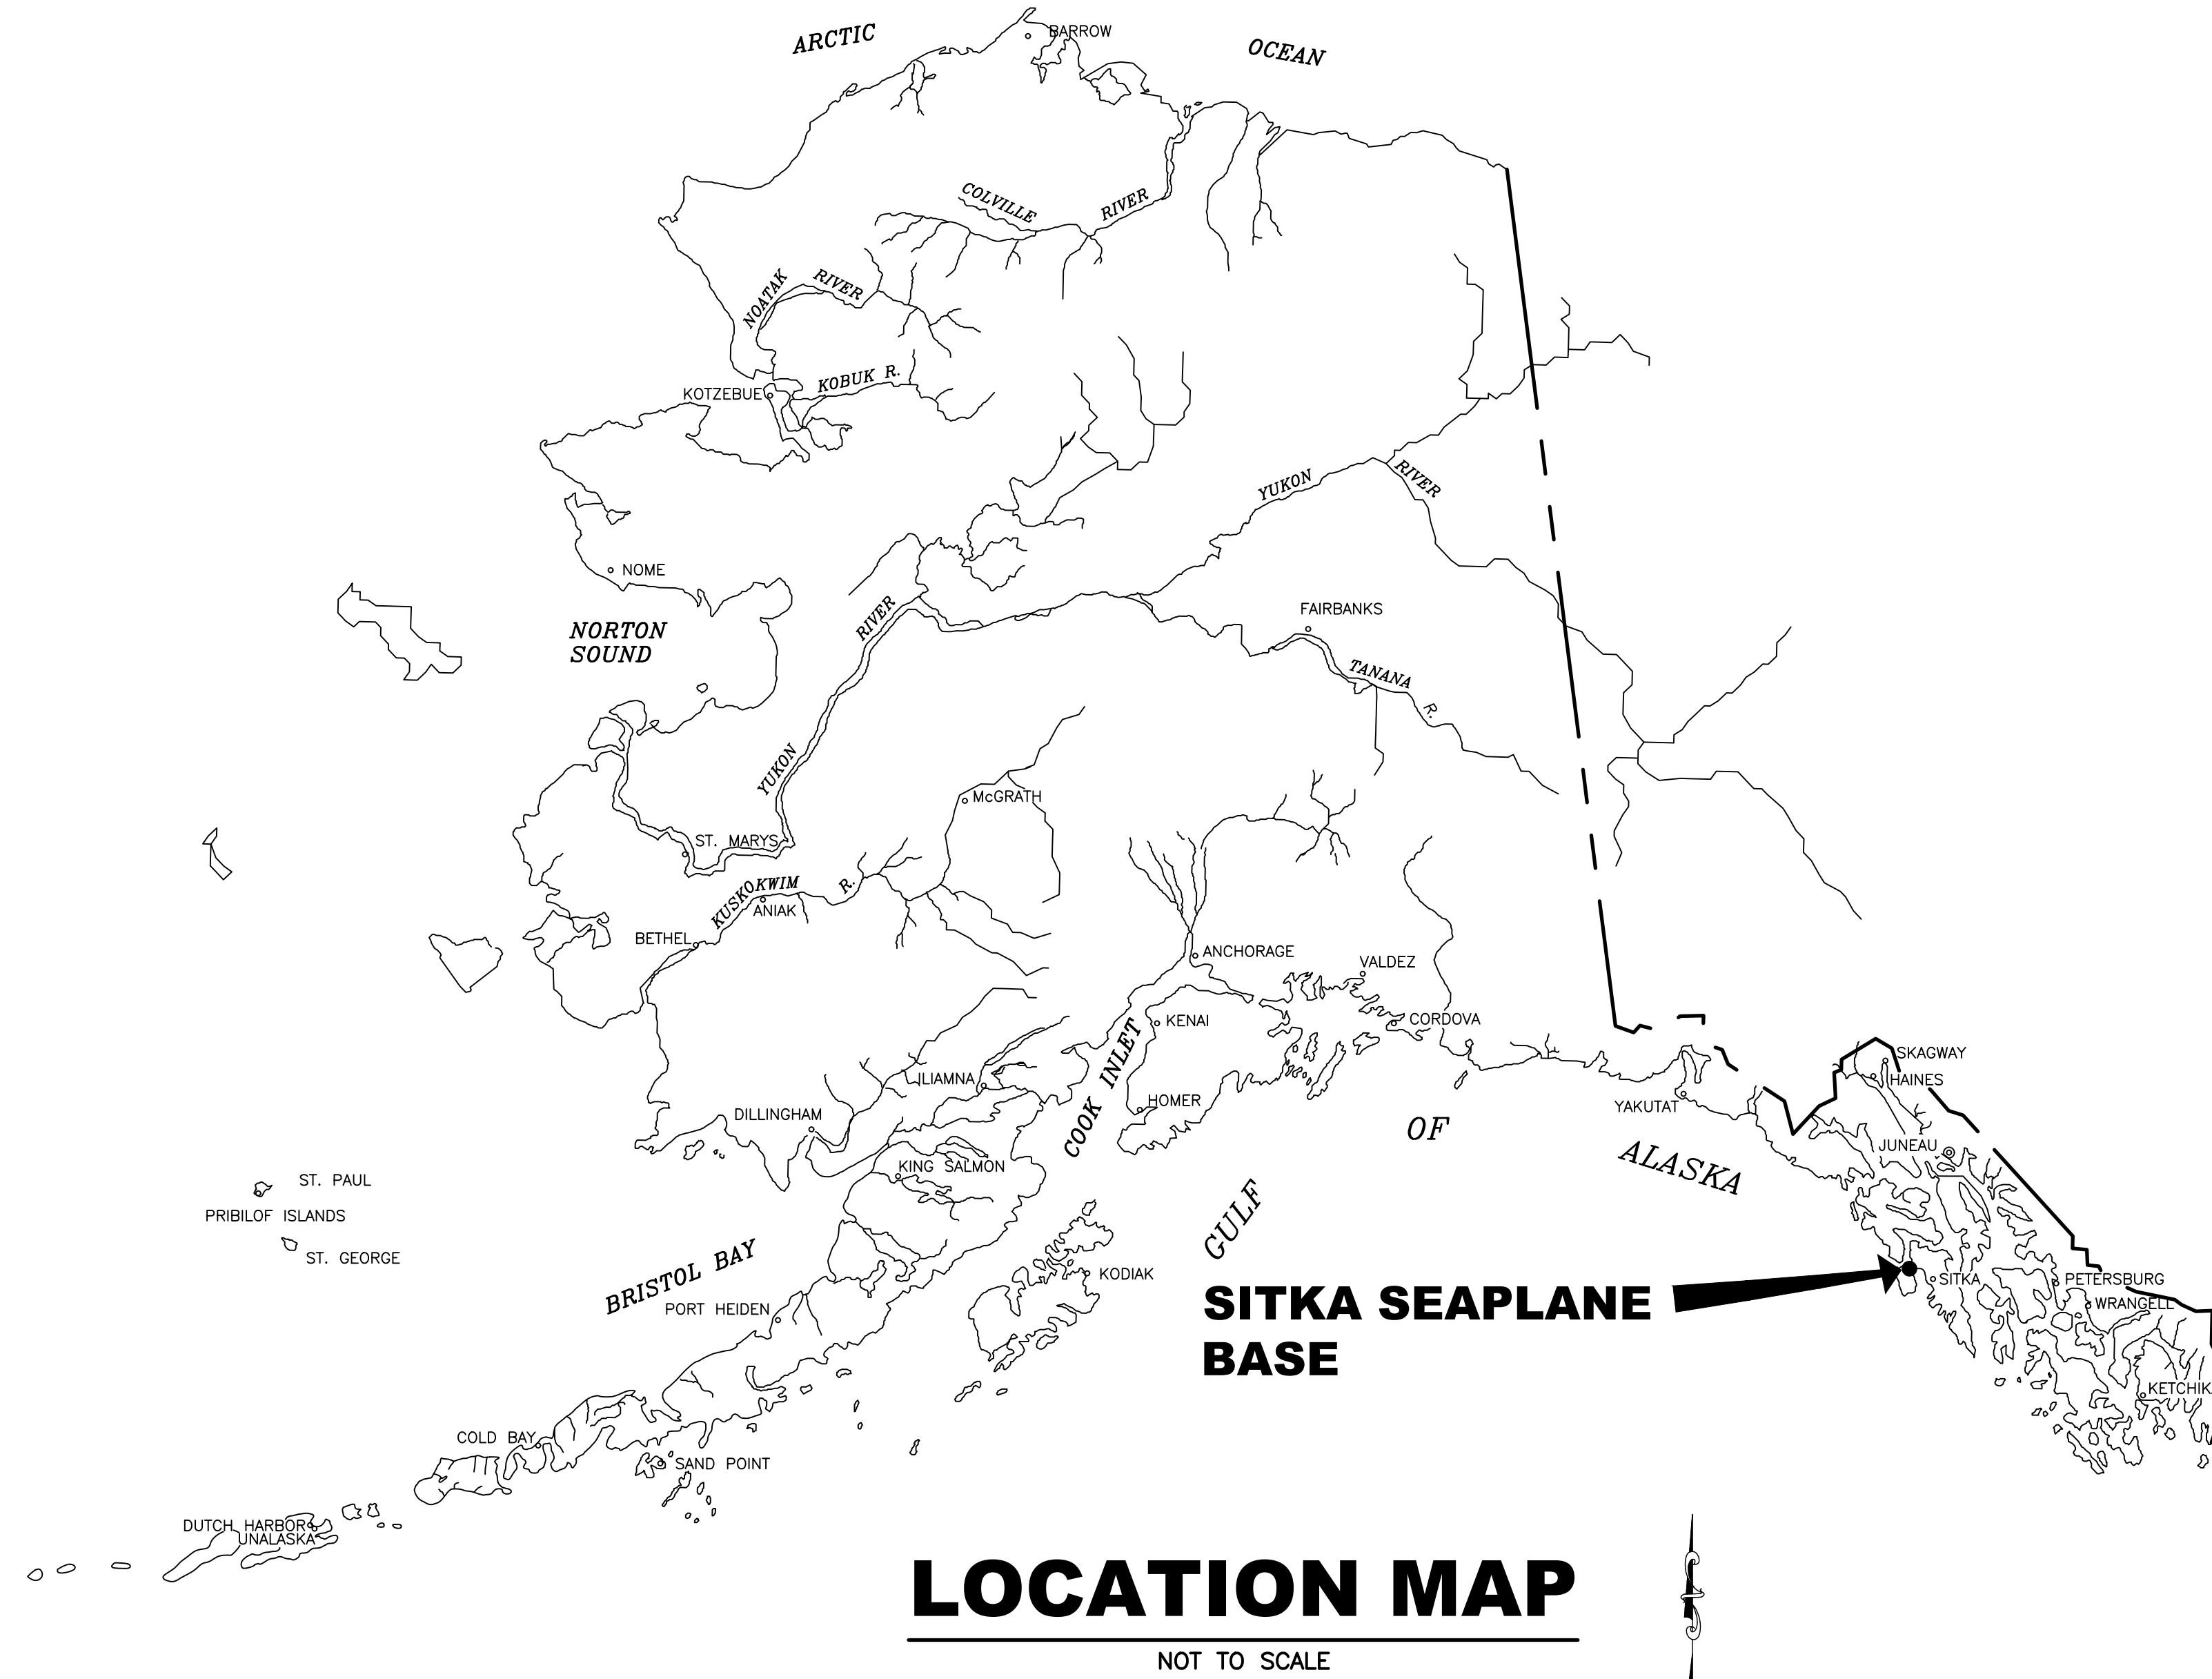 ARCTIC
BARROW
OCEAN
COLVILLE
RIVER
NOATAK
RIVER
KOBUK R.
KOTZEBUE
YUKON
RIVER
NOME
NORTON
SOUND
RIVER
FAIRBANKS
TANANA
R.
YUKON
McGRATH
ST. MARYS
KUSKOKWIM
R.
ANIAK
BETHEL
ANCHORAGE
VALDEZ
KENAI
CORDOVA
COOK INLET
SKAGWAY
HAINES
ILIAMNA
HOMER
YAKUTAT
DILLINGHAM
OF
JUNEAU
KING SALMON
ALASKA
ST. PAUL
PRIBILOF ISLANDS
GULF
ST. GEORGE
BRISTOL BAY
KODIAK
SITKA
PETERSBURG
PORT HEIDEN
SITKA SEAPLANE
BASE
WRANGELL
KETCHIK
COLD BAY
SAND POINT
DUTCH HARBOR
UNALASKA
LOCATION MAP
NOT TO SCALE